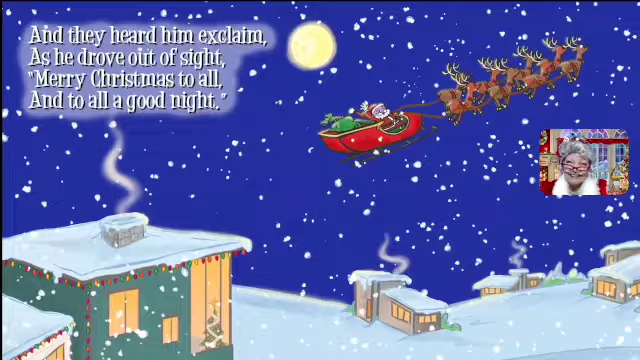 And they heard him exclaim,
As he drove out of sight,
"Merry Christmas to all,
And to all a good night."